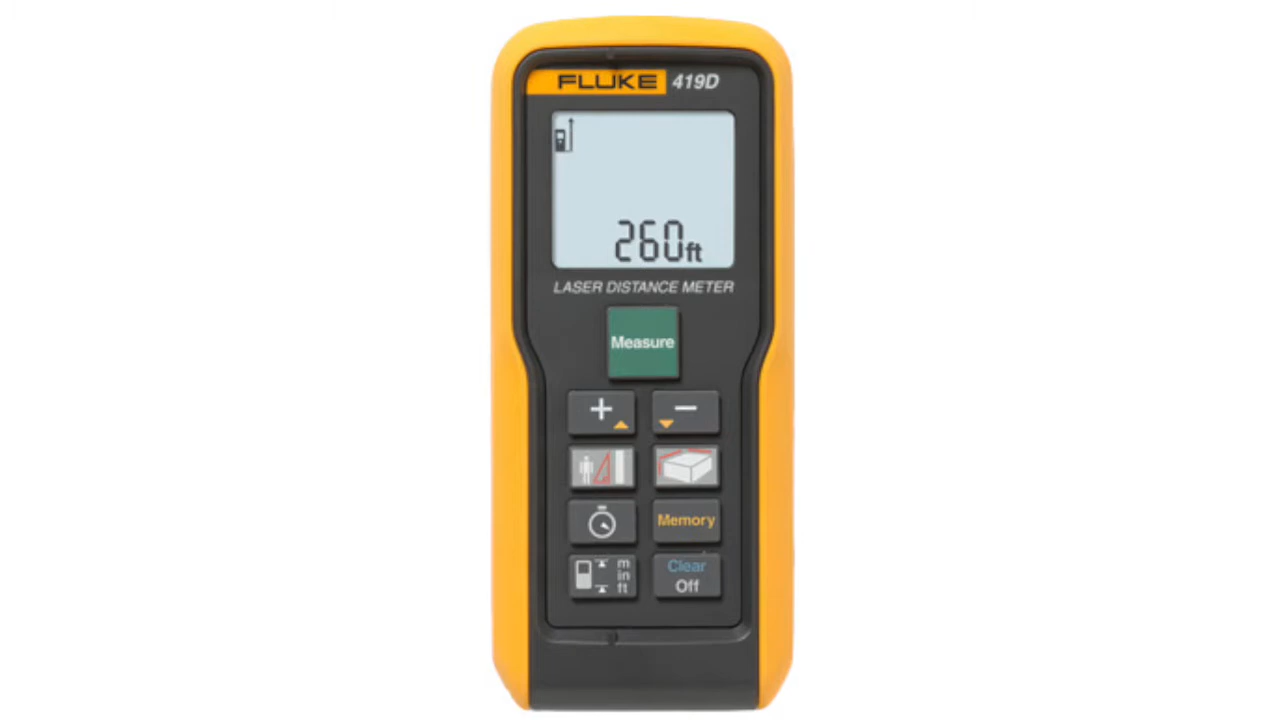 FLUKE 419D
260ft
LASER DISTANCE METER
Measure
+ −
Memory
m
in
ft
Clear
Off